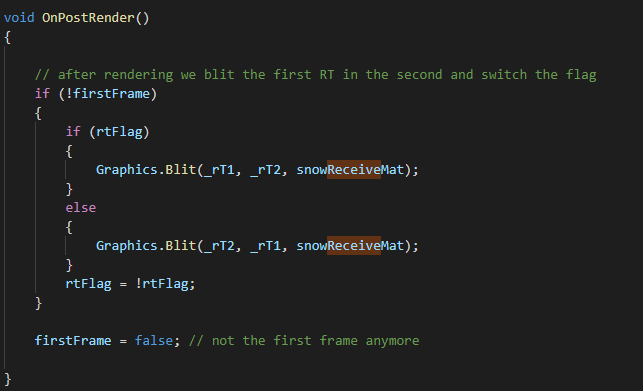 void OnPostRender()
{
// after rendering we blit the first RT in the second and switch the flag
if (!firstFrame)
{
if (rtFlag)
{
Graphics.Blit(_rT1, _rT2, snowReceiveMat);
}
else
{
Graphics.Blit(_rT2, _rT1, snowReceiveMat);
}
rtFlag = !rtFlag;
}
firstFrame = false; // not the first frame anymore
}